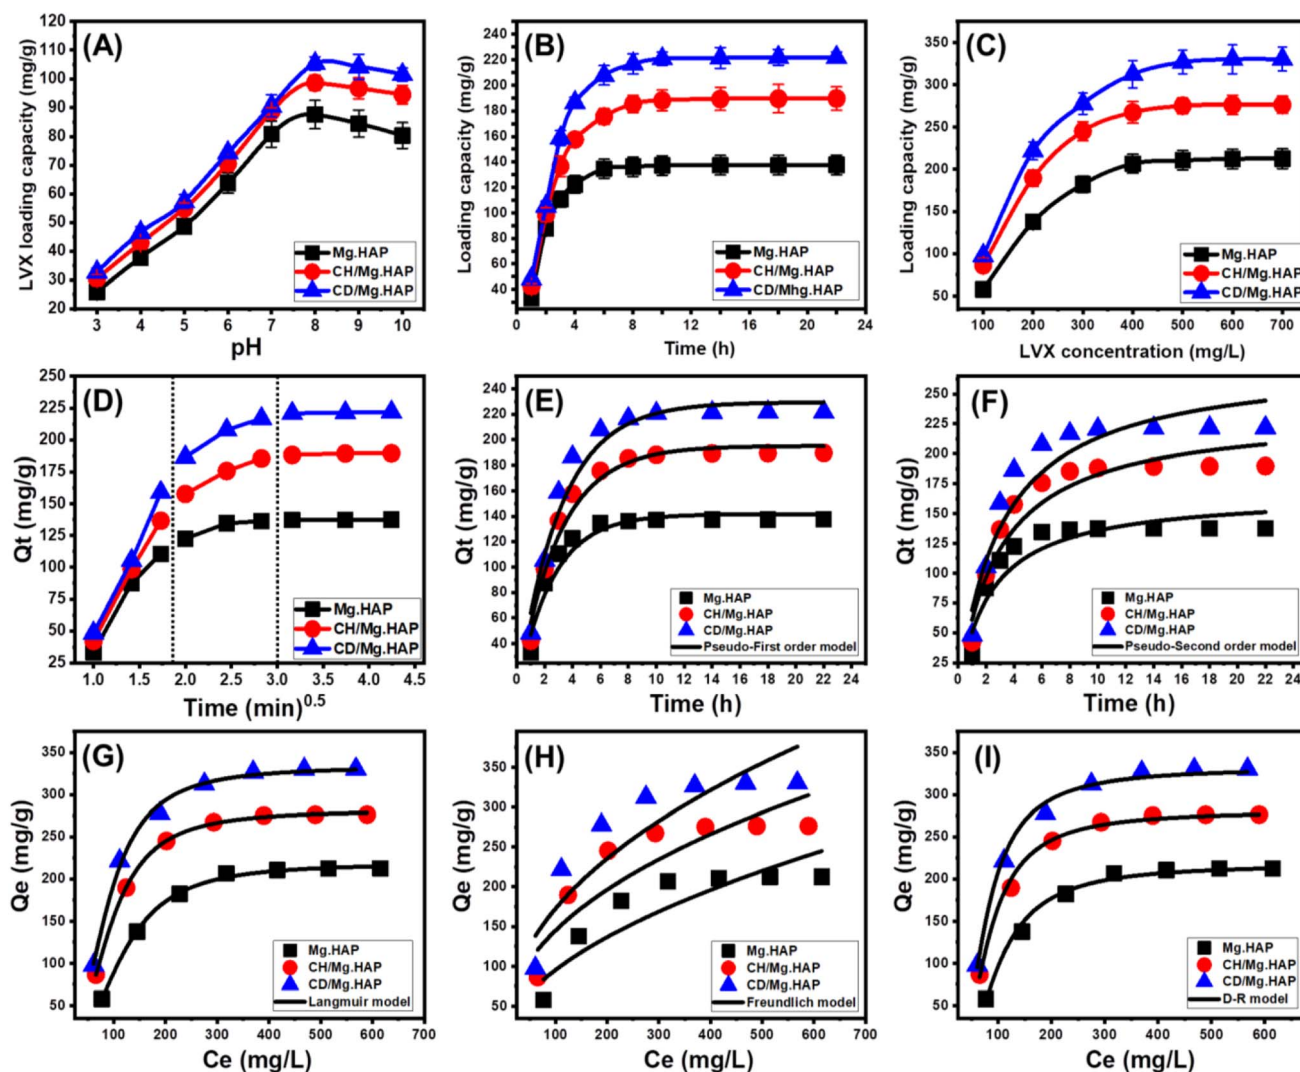 (A)
LVX loading capacity (mg/g)
120
110
100
90
80
70
60
50
40
30
20
Mg.HAP
CH/Mg.HAP
CD/Mg.HAP
3 4 5 6 7 8 9 10
pH
(B)
Loading capacity (mg/g)
240
220
200
180
160
140
120
100
80
60
40
Mg.HAP
CH/Mg.HAP
CD/Mhg.HAP
0 2 4 6 8 10 12 14 16 18 20 22 24
Time (h)
(C)
Loading capacity (mg/g)
350
300
250
200
150
100
50
Mg.HAP
CH/Mg.HAP
CD/Mg.HAP
100 200 300 400 500 600 700
LVX concentration (mg/L)
(D)
Qt (mg/g)
250
225
200
175
150
125
100
75
50
25
Mg.HAP
CH/Mg.HAP
CD/Mg.HAP
1.0 1.5 2.0 2.5 3.0 3.5 4.0 4.5
Time (min)0.5
(E)
Qt (mg/g)
240
220
200
180
160
140
120
100
80
60
40
Mg.HAP
CH/Mg.HAP
CD/Mg.HAP
Pseudo-First order model
0 2 4 6 8 10 12 14 16 18 20 22 24
Time (h)
(F)
Qt (mg/g)
250
225
200
175
150
125
100
75
50
25
Mg.HAP
CH/Mg.HAP
CD/Mg.HAP
Pseudo-Second order model
0 2 4 6 8 10 12 14 16 18 20 22 24
Time (h)
(G)
Qe (mg/g)
350
300
250
200
150
100
50
Mg.HAP
CH/Mg.HAP
CD/Mg.HAP
Langmuir model
100 200 300 400 500 600 700
Ce (mg/L)
(H)
Qe (mg/g)
350
300
250
200
150
100
50
Mg.HAP
CH/Mg.HAP
CD/Mg.HAP
Freundlich model
0 100 200 300 400 500 600 700
Ce (mg/L)
(I)
Qe (mg/g)
350
300
250
200
150
100
50
Mg.HAP
CH/Mg.HAP
CD/Mg.HAP
D-R model
0 100 200 300 400 500 600
Ce (mg/L)